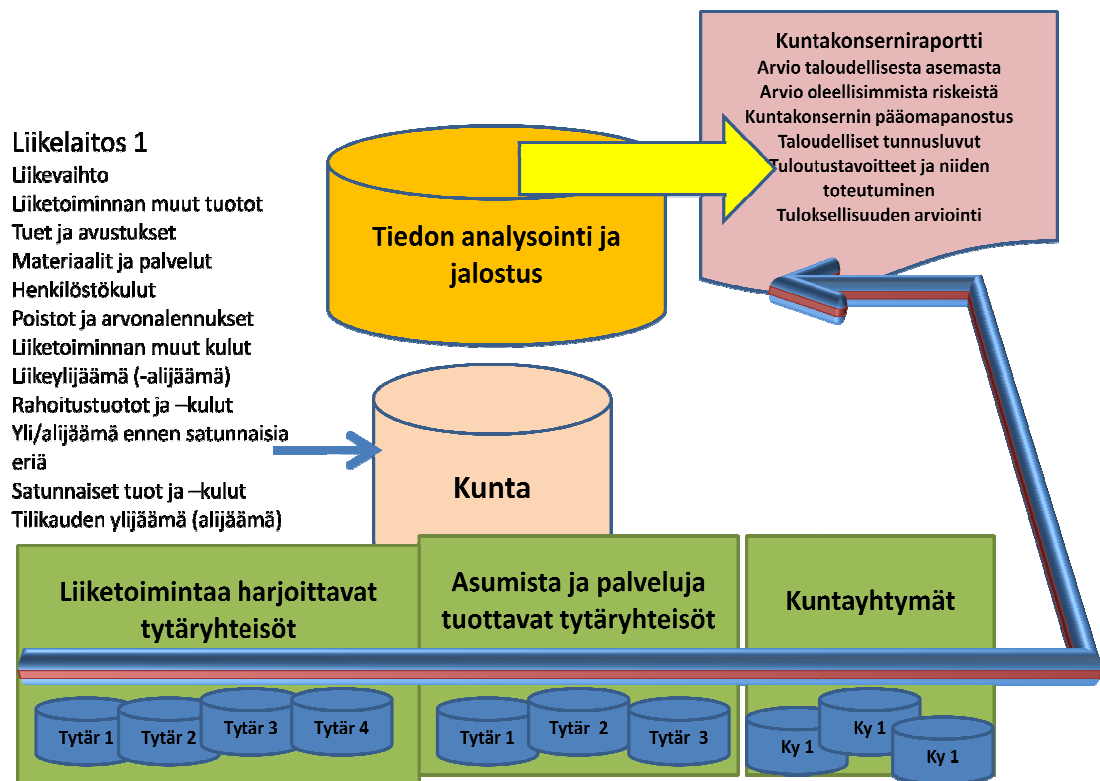 Kuntakonserniraportti
Arvio taloudellisesta asemasta
Arvio oleellisimmista riskeistä
Kuntakonsernin pääomapanostus
Taloudelliset tunnusluvut
Tuloutustavoitteet ja niiden
toteutuminen
Tuloksellisuuden arviointi
Liikelaitos 1
Liikevaihto
Liiketoiminnan muut tuotot
Tuet ja avustukset
Materiaalit ja palvelut
Henkilöstökulut
Poistot ja arvonalennukset
Liiketoiminnan muut kulut
Liikeylijäämä (-alijäämä)
Rahoitustuotot ja –kulut
Yli/alijäämä ennen satunnaisia
eriä
Satunnaiset tuot ja –kulut
Tilikauden ylijäämä (alijäämä)
Tiedon analysointi ja
jalostus
Kunta
Liiketoimintaa harjoittavat
tytäryhteisöt
Asumista ja palveluja
tuottavat tytäryhteisöt
Kuntayhtymät
Tytär 1
Tytär 2
Tytär 3
Tytär 4
Tytär 1
Tytär 2
Tytär 3
Ky 1
Ky 1
Ky 1